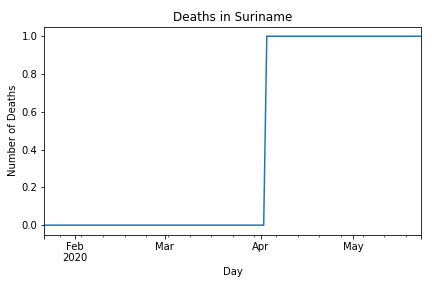 Deaths in Suriname
1.0
0.8
0.6
0.4
0.2
0.0
Number of Deaths
Feb
2020
Mar
Apr
May
Day